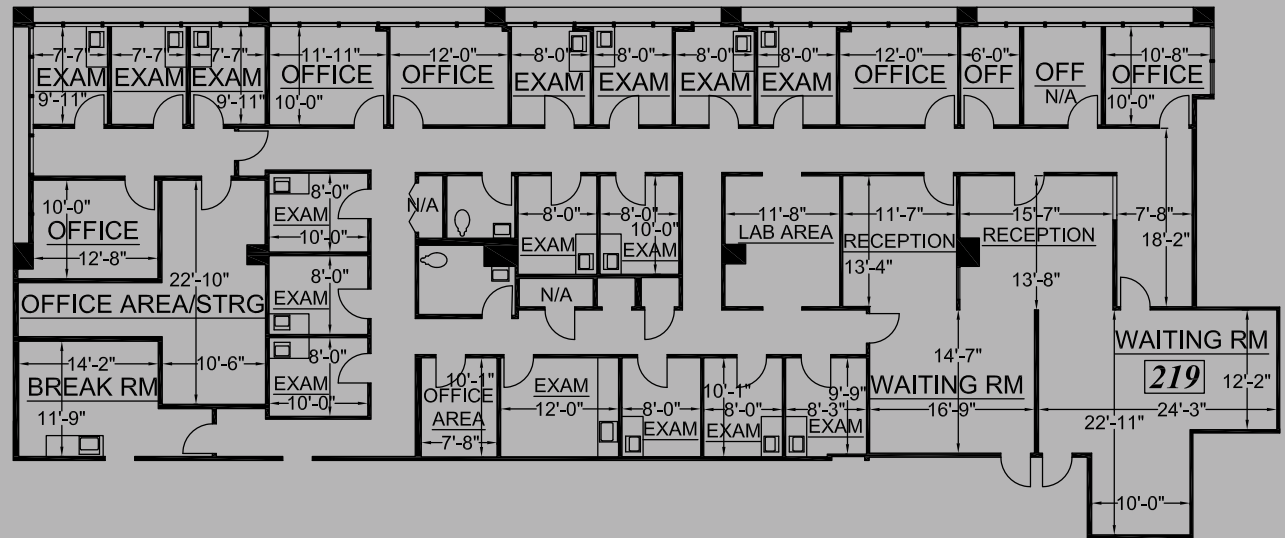 7'-7"
EXAM
9'-11"
7'-7"
EXAM
7'-7"
EXAM
9'-11"
11'-11"
OFFICE
10'-0"
12'-0"
OFFICE
8'-0"
EXAM
8'-0"
EXAM
8'-0"
EXAM
8'-0"
EXAM
12'-0"
OFFICE
6'-0"
OFF
OFF
N/A
10'-8"
OFFICE
10'-0"
10'-0"
OFFICE
12'-8"
22'-10"
OFFICE AREA/STRG
10'-6"
14'-2"
BREAK RM
11'-9"
8'-0"
EXAM
10'-0"
8'-0"
EXAM
8'-0"
EXAM
10'-0"
N/A
8'-0"
EXAM
8'-0"
10'-0"
EXAM
N/A
11'-8"
LAB AREA
11'-7"
RECEPTION
13'-4"
15'-7"
RECEPTION
13'-8"
7'-8"
18'-2"
10'-1"
OFFICE
AREA
7'-8"
EXAM
12'-0"
8'-0"
EXAM
10'-1"
8'-0"
EXAM
9'-9"
8'-3"
EXAM
14'-7"
WAITING RM
16'-9"
WAITING RM
219
12'-2"
24'-3"
22'-11"
10'-0"